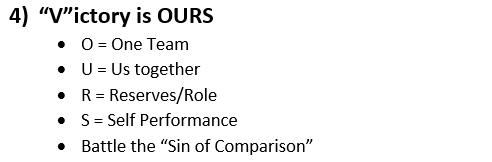 4) “V”ictory is OURS
• O = One Team
• U = Us together
• R = Reserves/Role
• S = Self Performance
• Battle the “Sin of Comparison”